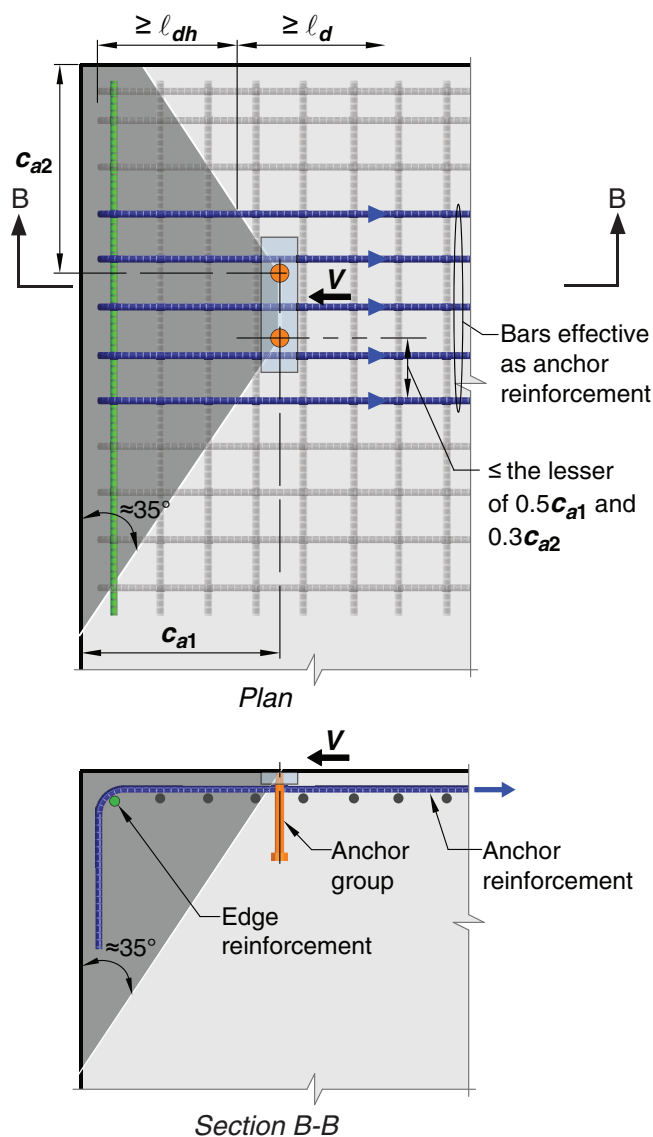 ≥ ℓdh
≥ ℓd
ca2
B
B
V
Bars effective
as anchor
reinforcement
≤ the lesser
of 0.5ca1 and
0.3ca2
≈35°
ca1
Plan
V
Anchor
group
Anchor
reinforcement
Edge
reinforcement
≈35°
Section B-B